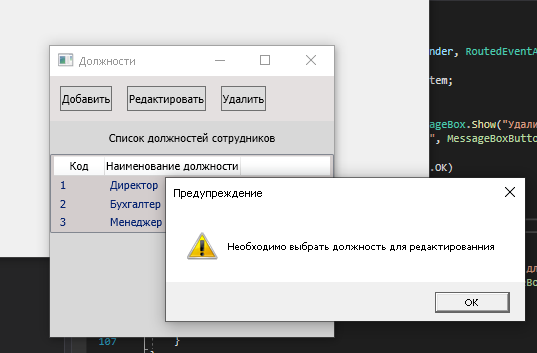 nder, RoutedEventA
Должности
tem;
Добавить Редактировать Удалить
ageBox.Show("Удали
", MessageBoxButto
Список должностей сотрудников
.OK)
Код Наименование должности
1 Директор
2 Бухгалтер
3 Менеджер
Предупреждение
Необходимо выбрать должность для редактирования
OK
107 }